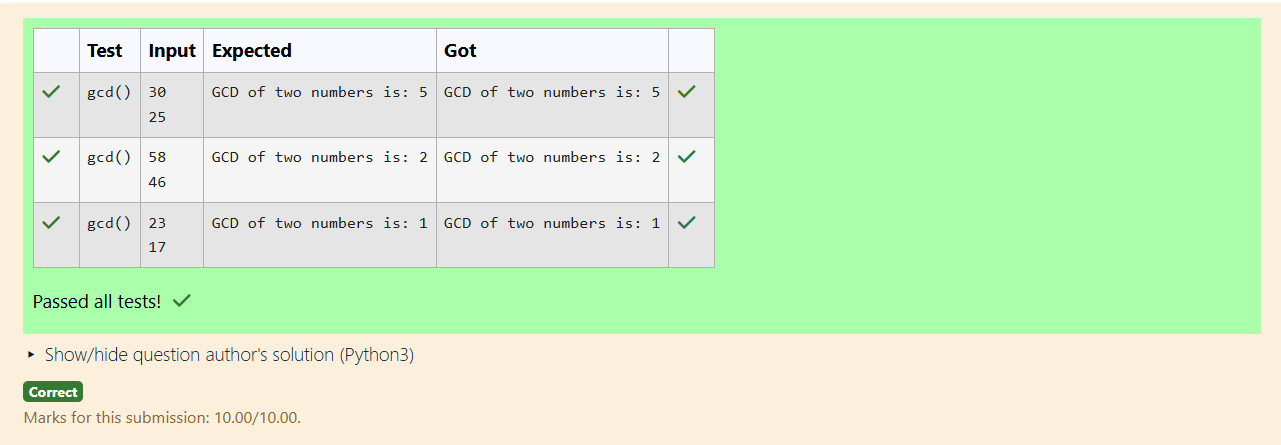 Test Input Expected Got
gcd() 30 GCD of two numbers is: 5 GCD of two numbers is: 5
25
gcd() 58 GCD of two numbers is: 2 GCD of two numbers is: 2
46
gcd() 23 GCD of two numbers is: 1 GCD of two numbers is: 1
17
Passed all tests!
Show/hide question author's solution (Python3)
Correct
Marks for this submission: 10.00/10.00.